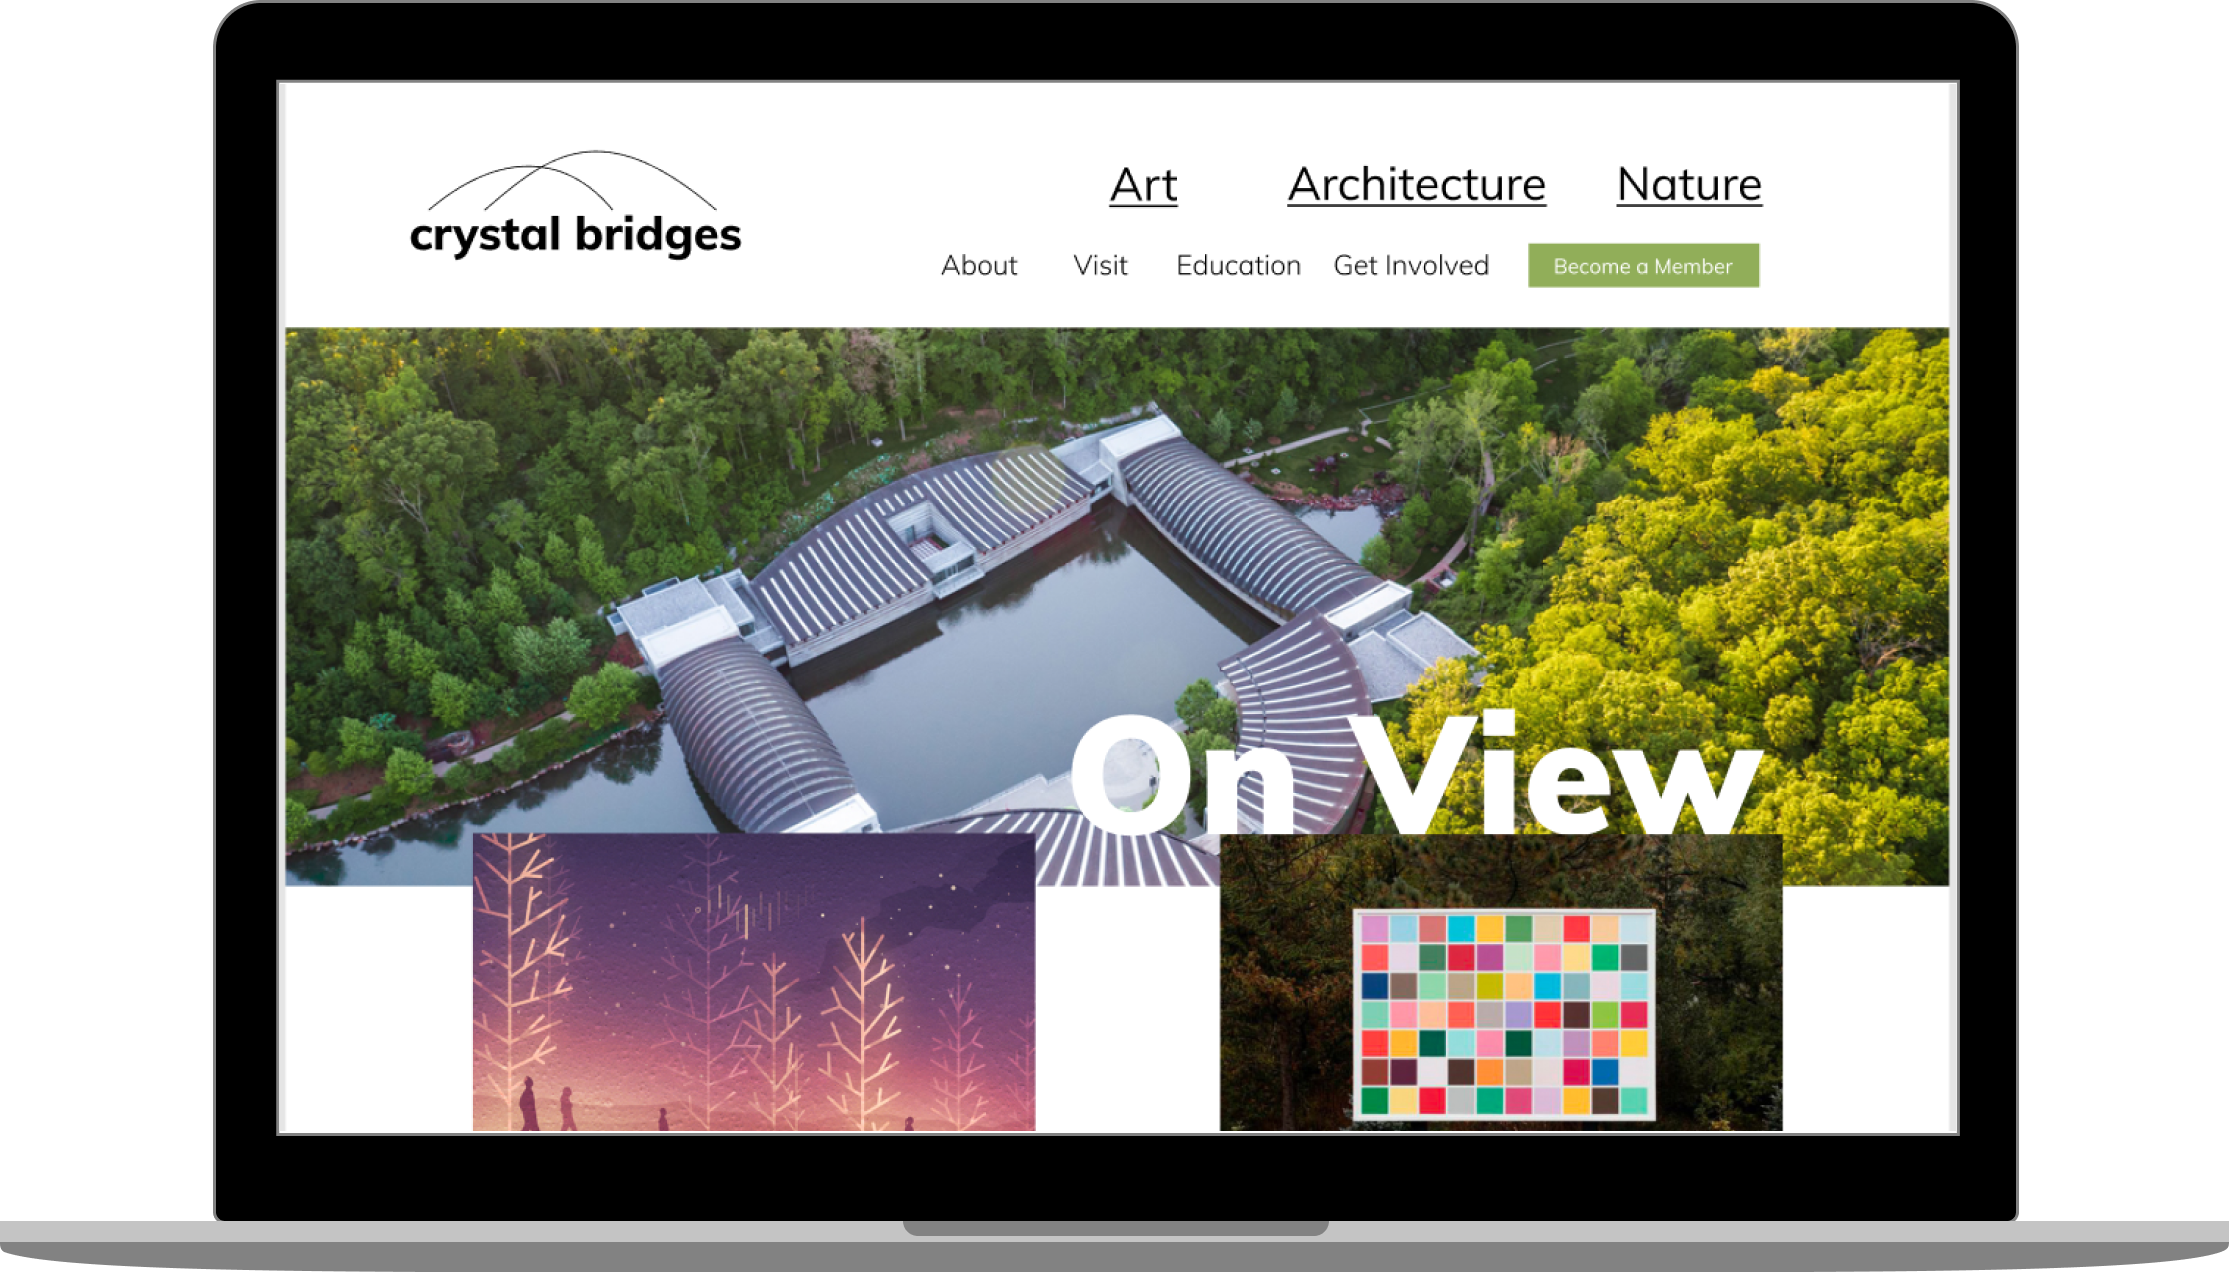 crystal bridges
Art Architecture Nature
About Visit Education Get Involved Become a Member
On View